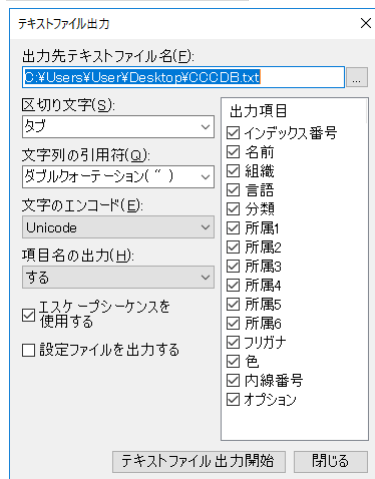 テキストファイル出力
出力先テキストファイル名(F):
C:¥Users¥User¥Desktop¥CCCDB.txt
...
区切り文字(S):
タブ
文字列の引用符(Q):
ダブルクォーテーション(〃)
文字のエンコード(E):
Unicode
項目名の出力(H):
する
エスケープシーケンスを
使用する
設定ファイルを出力する
出力項目
インデックス番号
名前
組織
言語
分類
所属1
所属2
所属3
所属4
所属5
所属6
フリガナ
色
内線番号
オプション
テキストファイル出力開始
閉じる